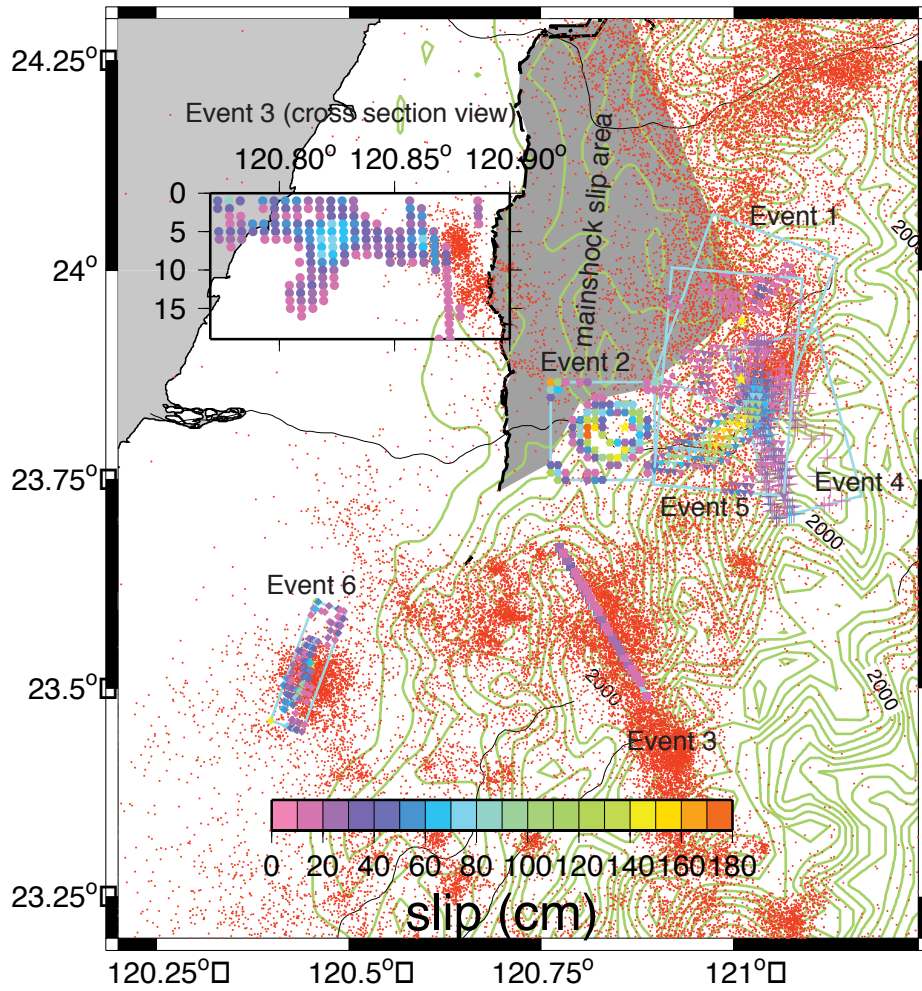 24.25°
Event 3 (cross section view)
120.80° 120.85° 120.90°
mainshock slip area
0
5
10
15
Event 1
200
24°
Event 2
Event 4
Event 5
23.75°
2000
Event 6
2000
2000
23.5°
Event 3
0 20 40 60 80 100 120 140 160 180
slip (cm)
23.25°
120.25° 120.5° 120.75° 121°